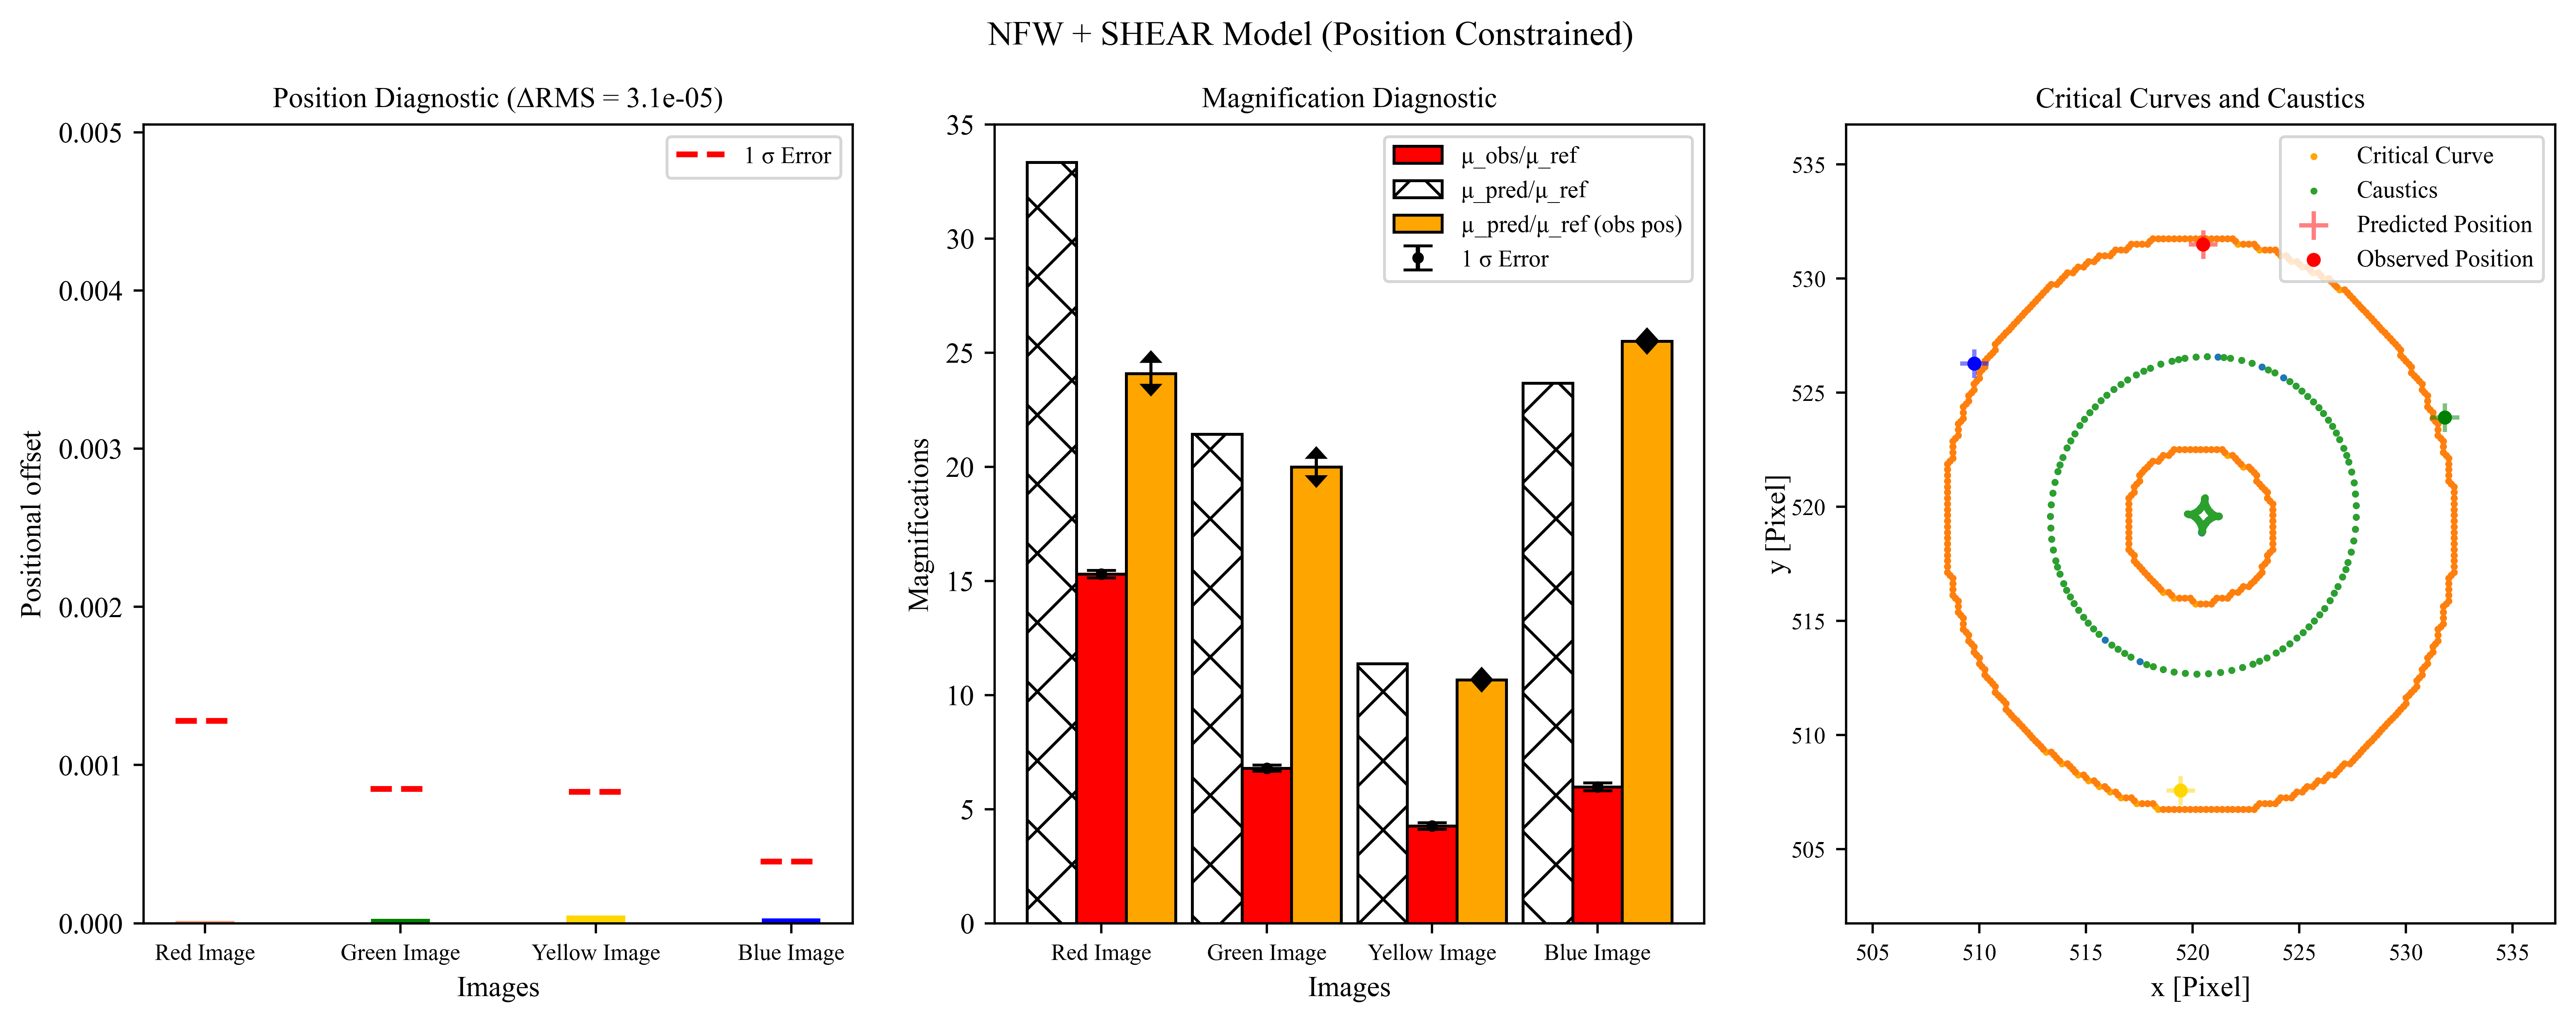 NFW + SHEAR Model (Position Constrained)
Position Diagnostic (ΔRMS = 3.1e-05)
0.005
0.004
0.003
0.002
0.001
0.000
Positional offset
1 σ Error
Red Image
Green Image
Yellow Image
Blue Image
Images
Magnification Diagnostic
35
30
25
20
15
10
5
0
Magnifications
μ_obs/μ_ref
μ_pred/μ_ref
μ_pred/μ_ref (obs pos)
1 σ Error
Red Image
Green Image
Yellow Image
Blue Image
Images
Critical Curves and Caustics
535
530
525
520
515
510
505
y [Pixel]
Critical Curve
Caustics
Predicted Position
Observed Position
505
510
515
520
525
530
535
x [Pixel]